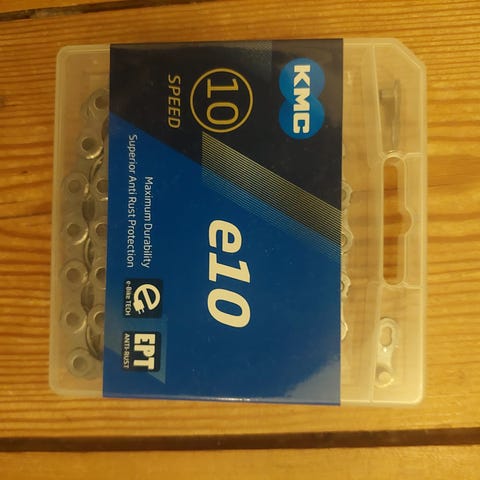 KMC
10
SPEED
e10
Maximum Durability
Superior Anti Rust Protection
e-Bike TECH
EPT
ANTI-RUST